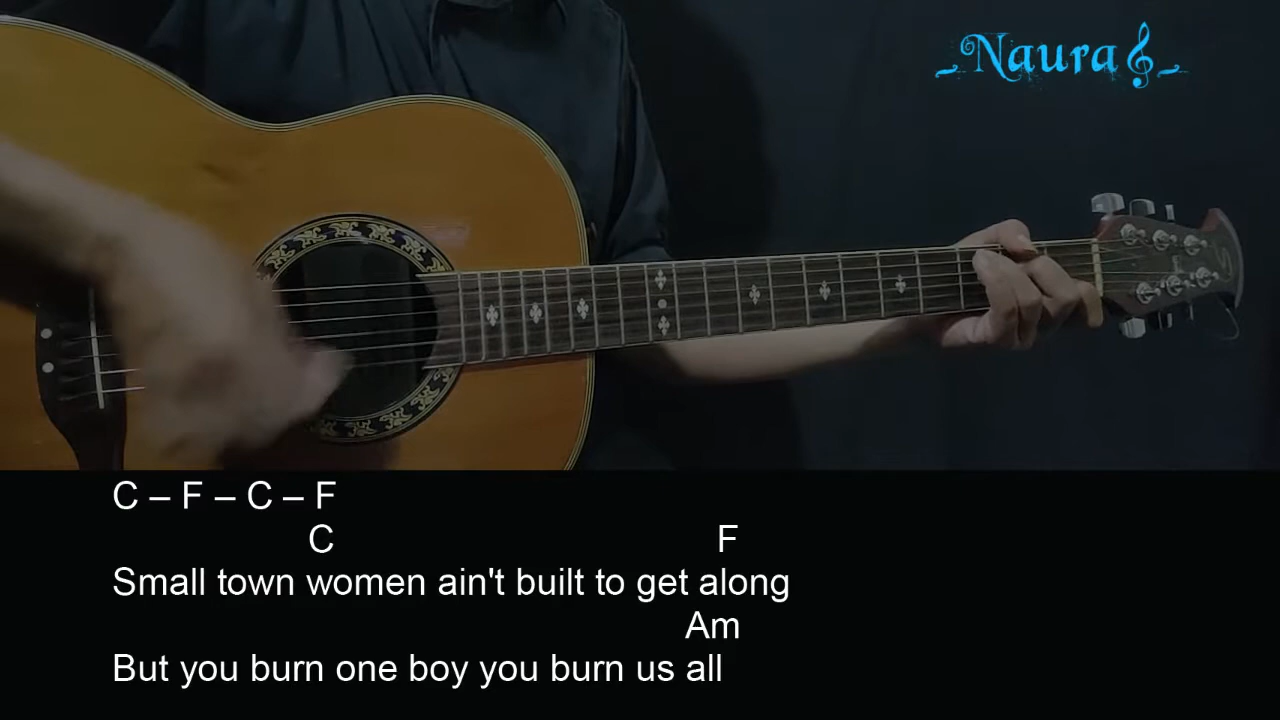 Naura
C – F – C – F
C F
Small town women ain't built to get along
Am
But you burn one boy you burn us all